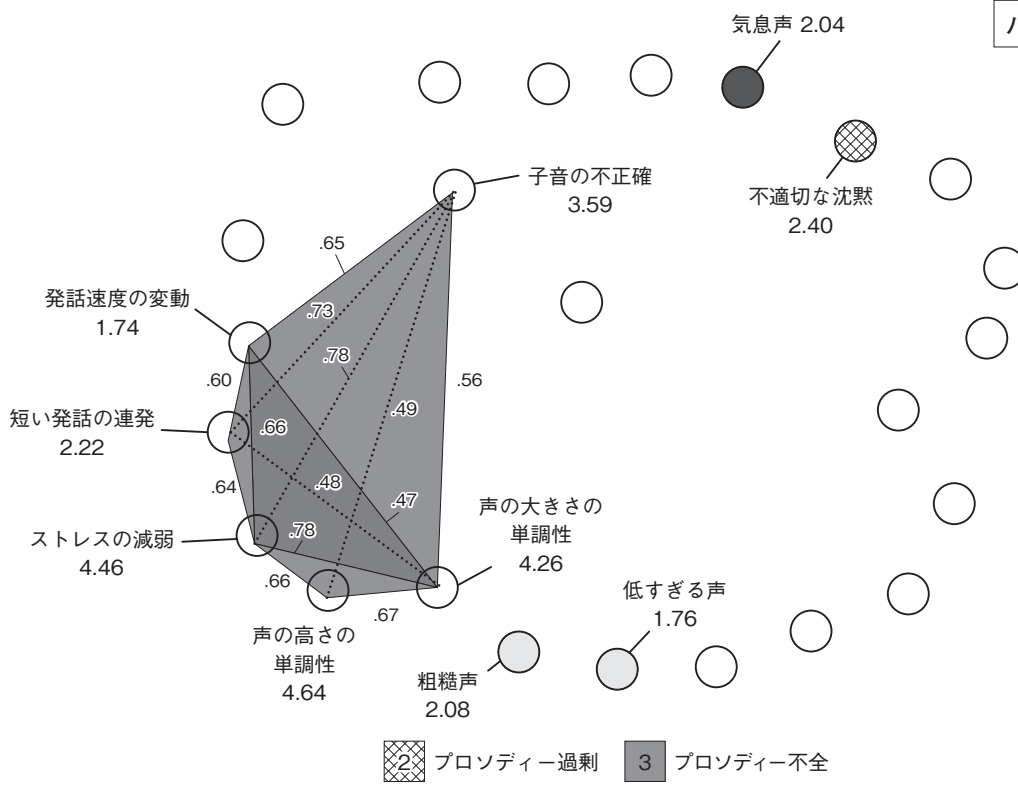 気息声 2.04
子音の不正確
3.59
不適切な沈黙
2.40
.65
発話速度の変動
1.74
.73
.78
.60
.56
.49
短い発話の連発
2.22
.66
.48
.64
.47
声の大きさの
単調性
4.26
ストレスの減弱
4.46
.78
.66
.67
低すぎる声
1.76
声の高さの
単調性
4.64
粗糙声
2.08
2 プロソディー過剰
3 プロソディー不全